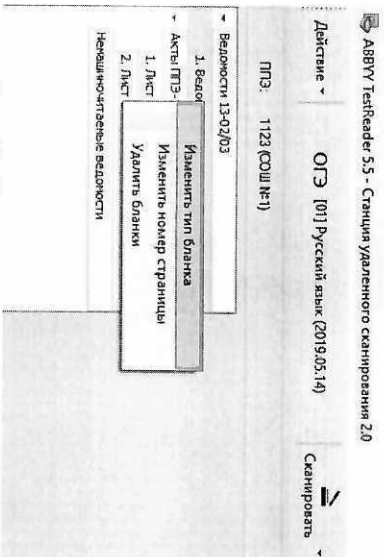 ABBYY TestReader 5.5 - Станция удаленного сканирования 2.0
Действие
ОГЭ [01] Русский язык (2019.05.14)
Сканировать
ППЭ: 1123 (СОШ №1)
Ведомости 13-02/03
1. Ведо
Акты ППЭ-
1. Лист
2. Лист
Немашиночитаемые ведомости
Изменить тип бланка
Изменить номер страницы
Удалить бланки